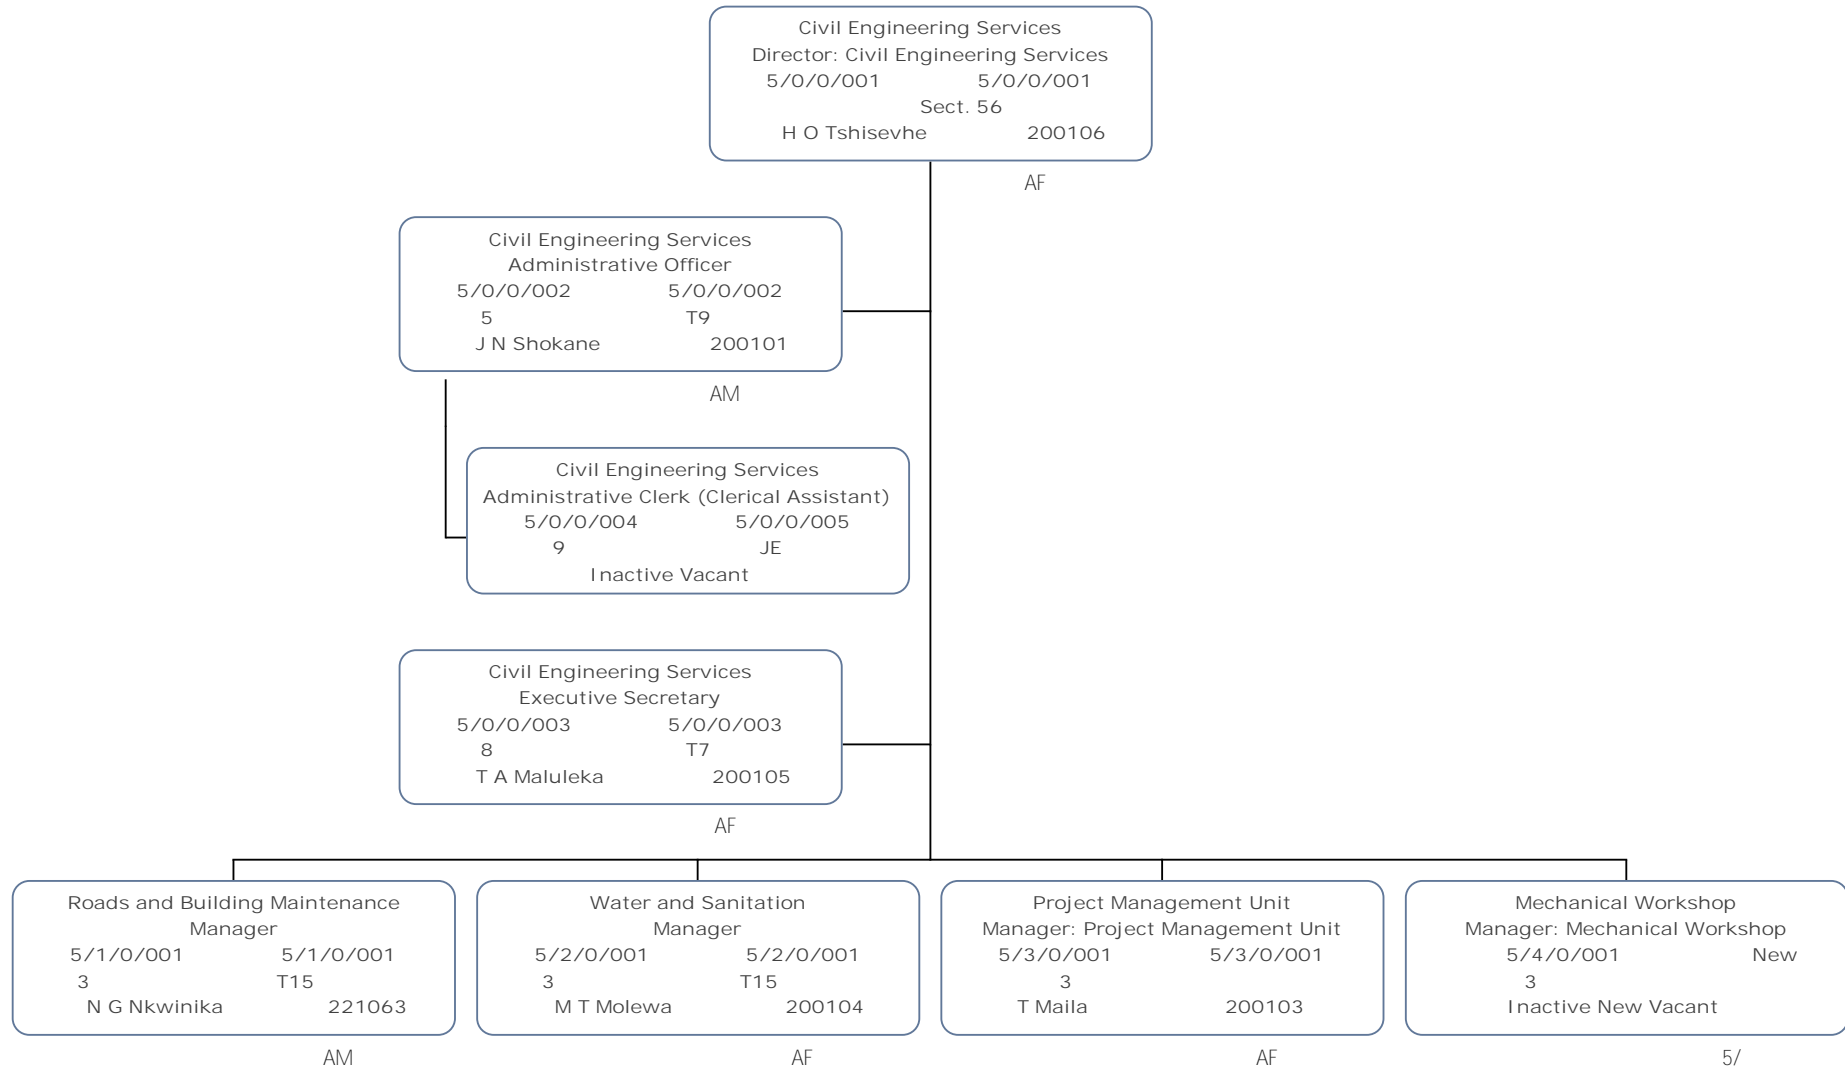 Civil Engineering Services
Director: Civil Engineering Services
5/0/0/001 5/0/0/001
Sect. 56
H O Tshisevhe 200106
AF
Civil Engineering Services
Administrative Officer
5/0/0/002 5/0/0/002
5 T9
J N Shokane 200101
AM
Civil Engineering Services
Administrative Clerk (Clerical Assistant)
5/0/0/004 5/0/0/005
9 JE
Inactive Vacant
Civil Engineering Services
Executive Secretary
5/0/0/003 5/0/0/003
8 T7
T A Maluleka 200105
AF
Roads and Building Maintenance
Manager
5/1/0/001 5/1/0/001
3 T15
N G Nkwinika 221063
AM
Water and Sanitation
Manager
5/2/0/001 5/2/0/001
3 T15
M T Molewa 200104
AF
Project Management Unit
Manager: Project Management Unit
5/3/0/001 5/3/0/001
3
T Maila 200103
AF
Mechanical Workshop
Manager: Mechanical Workshop
5/4/0/001 New
3
Inactive New Vacant
5/